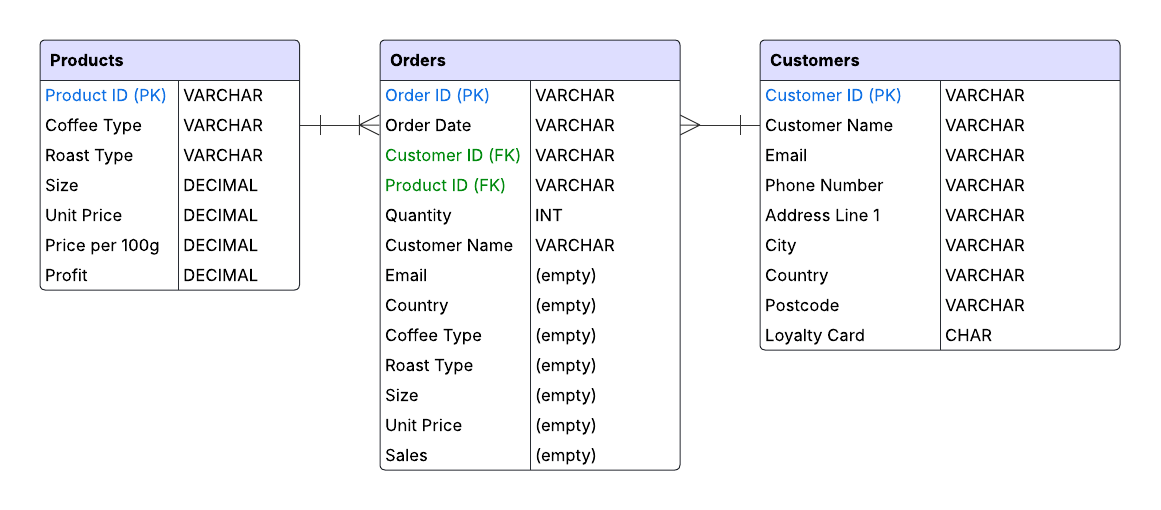 Products
Product ID (PK) VARCHAR
Coffee Type VARCHAR
Roast Type VARCHAR
Size DECIMAL
Unit Price DECIMAL
Price per 100g DECIMAL
Profit DECIMAL
Orders
Order ID (PK) VARCHAR
Order Date VARCHAR
Customer ID (FK) VARCHAR
Product ID (FK) VARCHAR
Quantity INT
Customer Name VARCHAR
Email (empty)
Country (empty)
Coffee Type (empty)
Roast Type (empty)
Size (empty)
Unit Price (empty)
Sales (empty)
Customers
Customer ID (PK) VARCHAR
Customer Name VARCHAR
Email VARCHAR
Phone Number VARCHAR
Address Line 1 VARCHAR
City VARCHAR
Country VARCHAR
Postcode VARCHAR
Loyalty Card CHAR